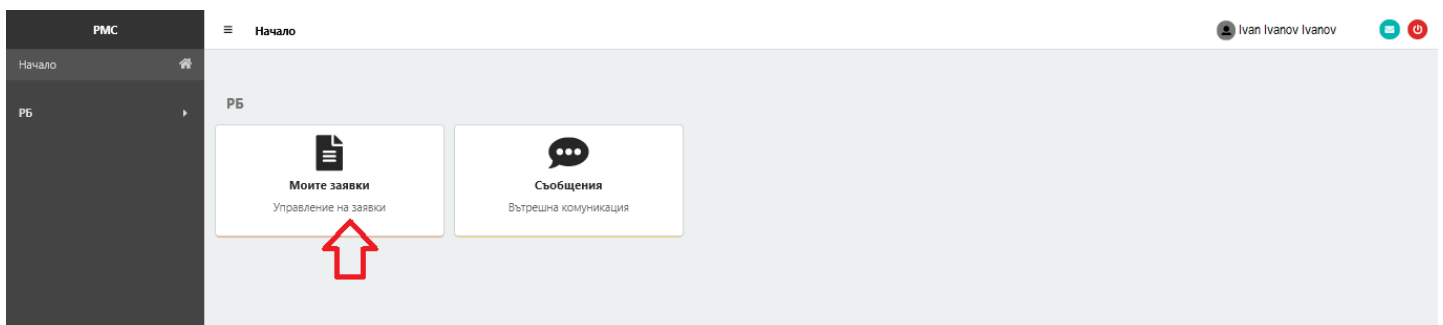 РМС
Начало
Ivan Ivanov Ivanov
Начало
РБ
РБ
Моите заявки
Управление на заявки
Съобщения
Вътрешна комуникация